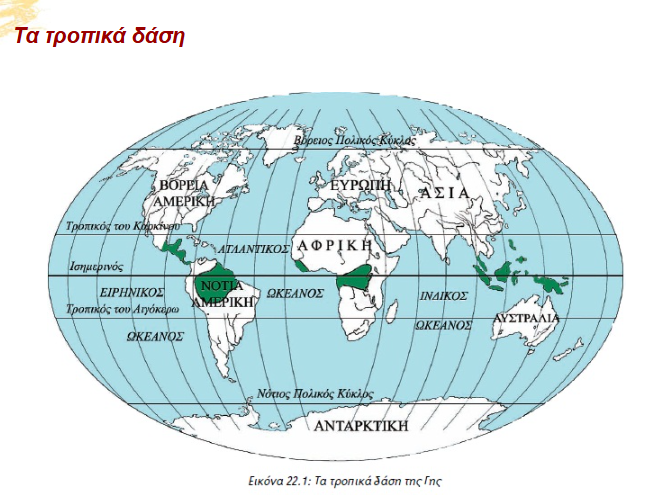 Τα τροπικά δάση
Βόρειος Πολικός Κύκλος
ΒΟΡΕΙΑ
ΑΜΕΡΙΚΗ
ΕΥΡΩΠΗ
ΑΣΙΑ
Τροπικός του Καρκίνου
ΑΤΛΑΝΤΙΚΟΣ
ΑΦΡΙΚΗ
Ισημερινός
ΕΙΡΗΝΙΚΟΣ
ΝΟΤΙΑ
ΑΜΕΡΙΚΗ
ΩΚΕΑΝΟΣ
ΙΝΔΙΚΟΣ
Τροπικός του Αιγόκερω
ΩΚΕΑΝΟΣ
ΩΚΕΑΝΟΣ
ΑΥΣΤΡΑΛΙΑ
Νότιος Πολικός Κύκλος
ΑΝΤΑΡΚΤΙΚΗ
Εικόνα 22.1: Τα τροπικά δάση της Γης